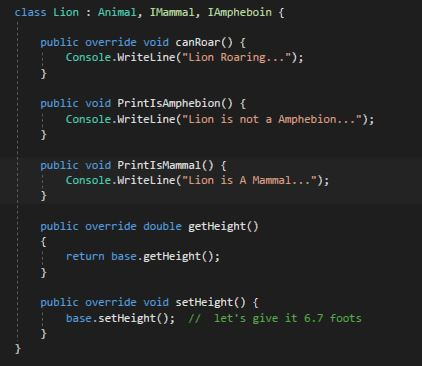 class Lion : Animal, IMammal, IAmpheboin {
public override void canRoar() {
Console.WriteLine("Lion Roaring...");
}
public void PrintIsAmphebion() {
Console.WriteLine("Lion is not a Amphebion...");
}
public void PrintIsMammal() {
Console.WriteLine("Lion is A Mammal...");
}
public override double getHeight()
{
return base.getHeight();
}
public override void setHeight() {
base.setHeight();  //  let's give it 6.7 foots
}
}